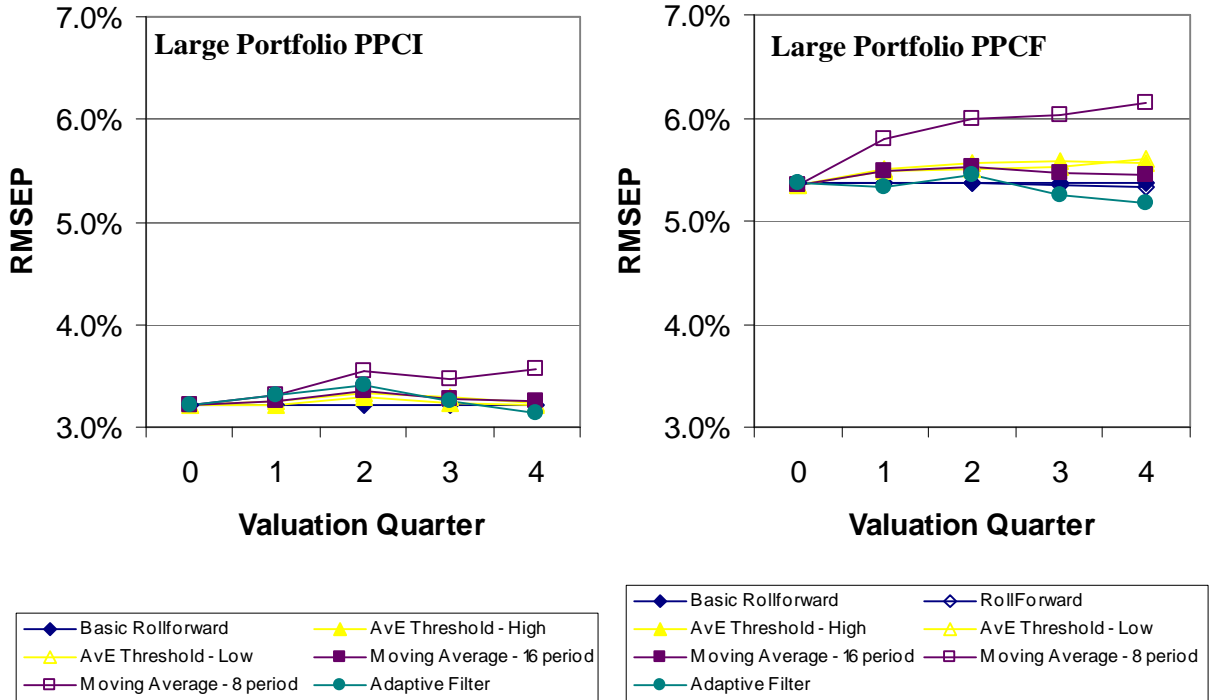 Large Portfolio PPCI
7.0%
6.0%
5.0%
4.0%
3.0%
RMSEP
0 1 2 3 4
Valuation Quarter
Basic Rollforward
AvE Threshold - High
AvE Threshold - Low
Moving Average - 16 period
Moving Average - 8 period
Adaptive Filter
Large Portfolio PPCF
7.0%
6.0%
5.0%
4.0%
3.0%
RMSEP
0 1 2 3 4
Valuation Quarter
Basic Rollforward
RollForward
AvE Threshold - High
AvE Threshold - Low
Moving Average - 16 period
Moving Average - 8 period
Adaptive Filter